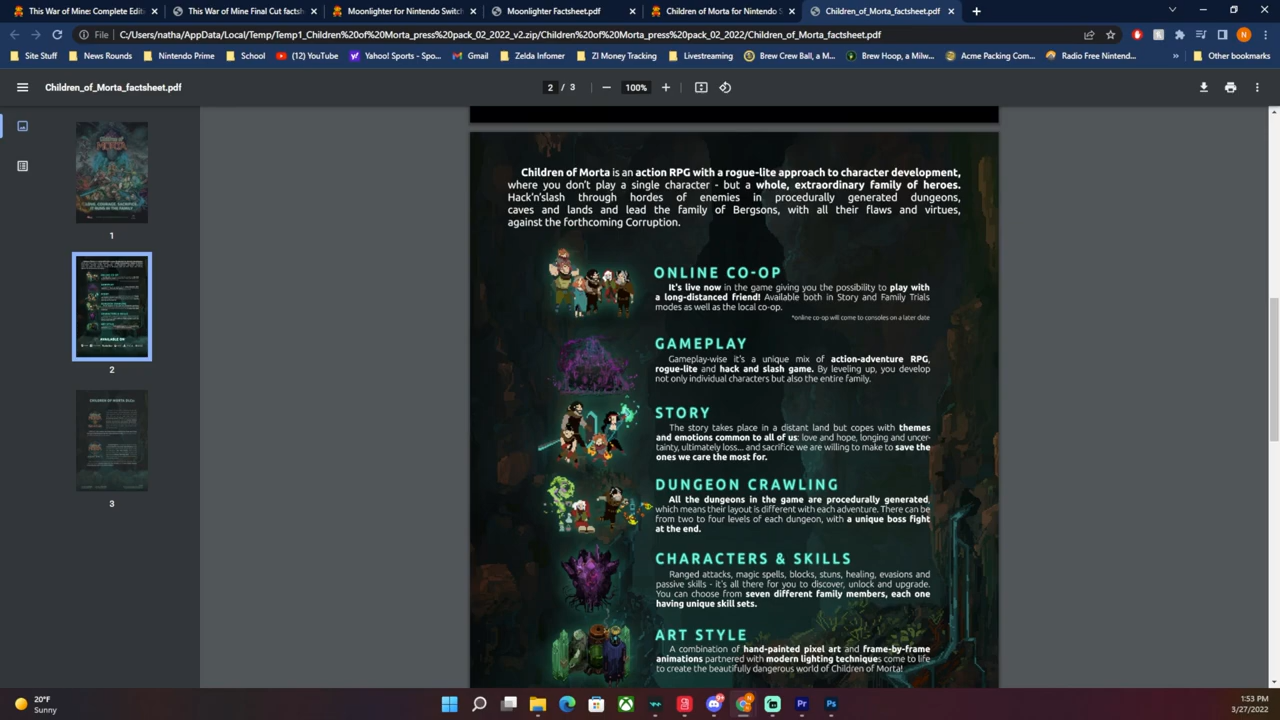 This War of Mine: Complete Editi
This War of Mine Final Cut factsh
Moonlighter for Nintendo Switch
Moonlighter Factsheet.pdf
Children of Morta for Nintendo S
Children_of_Morta_factsheet.pdf
File
C:/Users/natha/AppData/Local/Temp/Temp1_Children%20of%20Morta_press%20pack_02_2022_v2.zip/Children%20of%20Morta_press%20pack_02_2022/Children_of_Morta_factsheet.pdf
N
Site Stuff
News Rounds
Nintendo Prime
School
(12) YouTube
Yahoo! Sports - Spo...
Gmail
Zelda Infomer
ZI Money Tracking
Livestreaming
Brew Crew Ball, a M...
Brew Hoop, a Milw...
Acme Packing Com...
Radio Free Nintend...
»
Other bookmarks
Children_of_Morta_factsheet.pdf
2 / 3
100%
1
2
3
Children of Morta is an action RPG with a rogue-lite approach to character development,
where you don't play a single character - but a whole, extraordinary family of heroes.
Hack'n'slash through hordes of enemies in procedurally generated dungeons,
caves and lands and lead the family of Bergsons, with all their flaws and virtues,
against the forthcoming Corruption.
ONLINE CO-OP
It's live now in the game giving you the possibility to play with
a long-distanced friend! Available both in Story and Family Trials
modes as well as the local co-op.
*online co-op will come to consoles on a later date
GAMEPLAY
Gameplay-wise it's a unique mix of action-adventure RPG,
rogue-lite and hack and slash game. By leveling up, you develop
not only individual characters but also the entire family.
STORY
The story takes place in a distant land but copes with themes
and emotions common to all of us: love and hope, longing and uncer-
tainty, ultimately loss... and sacrifice we are willing to make to save the
ones we care the most for.
DUNGEON CRAWLING
All the dungeons in the game are procedurally generated,
which means their layout is different with each adventure. There can be
from two to four levels of each dungeon, with a unique boss fight
at the end.
CHARACTERS & SKILLS
Ranged attacks, magic spells, blocks, stuns, healing, evasions and
passive skills - it's all there for you to discover, unlock and upgrade.
You can choose from seven different family members, each one
having unique skill sets.
ART STYLE
A combination of hand-painted pixel art and frame-by-frame
animations partnered with modern lighting techniques come to life
to create the beautifully dangerous world of Children of Morta!
20°F
Sunny
9+
1:53 PM
3/27/2022